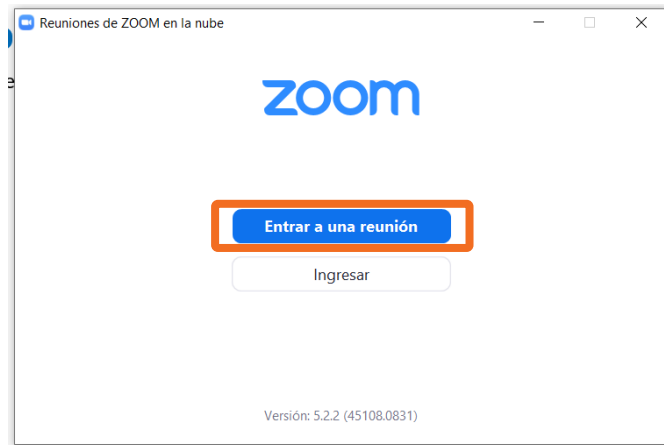 Reuniones de ZOOM en la nube
e
zoom
Entrar a una reunión
Ingresar
Versión: 5.2.2 (45108.0831)